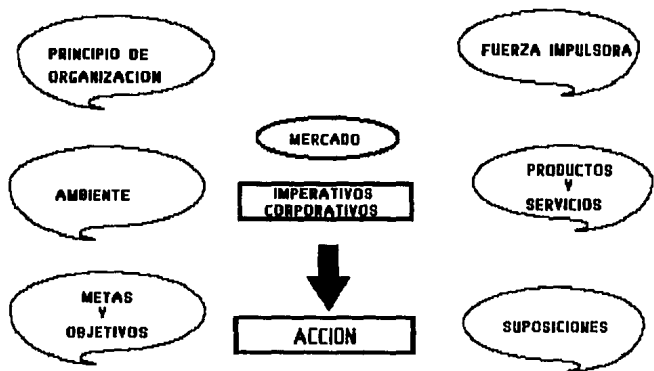 PRINCIPIO DE
ORGANIZACION
FUERZA IMPULSORA
MERCADO
AMBIENTE
IMPERATIVOS
CORPORATIVOS
PRODUCTOS
Y
SERVICIOS
METAS
Y
OBJETIVOS
ACCION
SUPOSICIONES